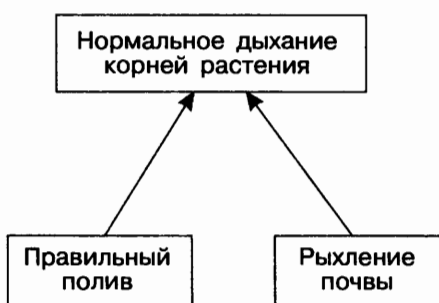 Нормальное дыхание
корней растения
Правильный
полив
Рыхление
почвы